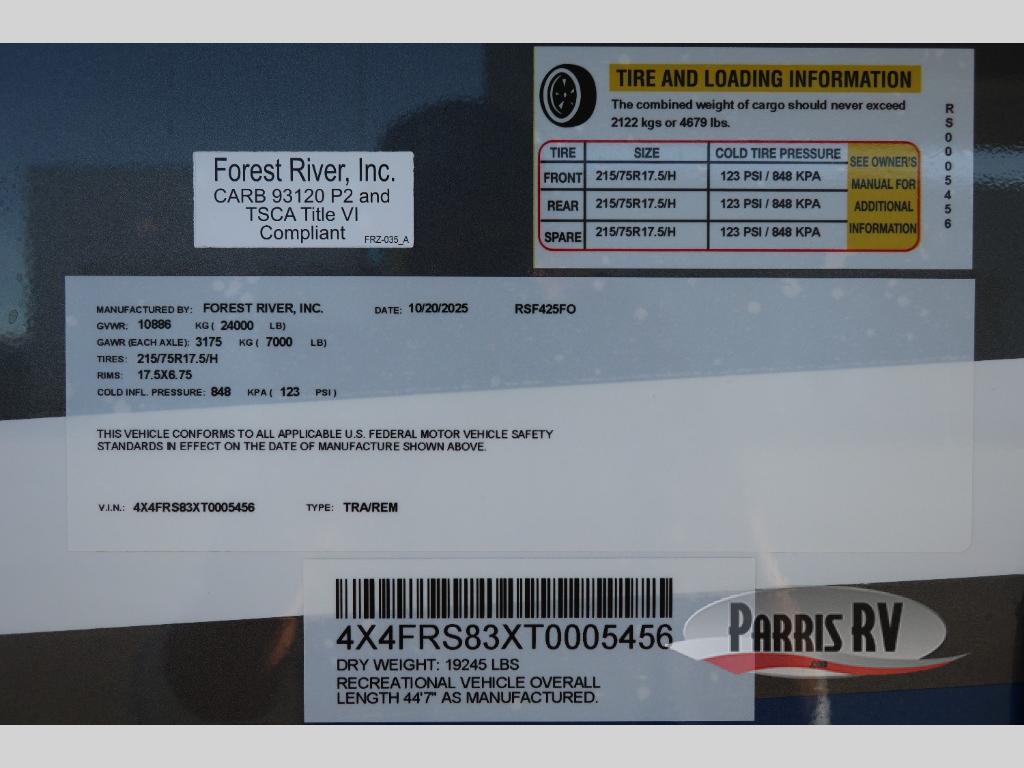 TIRE AND LOADING INFORMATION
The combined weight of cargo should never exceed
2122 kgs or 4679 lbs.
TIRE SIZE COLD TIRE PRESSURE SEE OWNER'S MANUAL FOR ADDITIONAL INFORMATION
FRONT 215/75R17.5/H 123 PSI / 848 KPA
REAR 215/75R17.5/H 123 PSI / 848 KPA
SPARE 215/75R17.5/H 123 PSI / 848 KPA
RS0005456
Forest River, Inc.
CARB 93120 P2 and
TSCA Title VI
Compliant
FRZ-035_A
MANUFACTURED BY: FOREST RIVER, INC. DATE: 10/20/2025 RSF425FO
GVWR: 10886 KG ( 24000 LB)
GAWR (EACH AXLE): 3175 KG ( 7000 LB)
TIRES: 215/75R17.5/H
RIMS: 17.5X6.75
COLD INFL. PRESSURE: 848 KPA ( 123 PSI )
THIS VEHICLE CONFORMS TO ALL APPLICABLE U.S. FEDERAL MOTOR VEHICLE SAFETY
STANDARDS IN EFFECT ON THE DATE OF MANUFACTURE SHOWN ABOVE.
V.I.N.: 4X4FRS83XT0005456 TYPE: TRA/REM
4X4FRS83XT0005456
DRY WEIGHT: 19245 LBS
RECREATIONAL VEHICLE OVERALL
LENGTH 44'7" AS MANUFACTURED.
PARRIS RV
.com